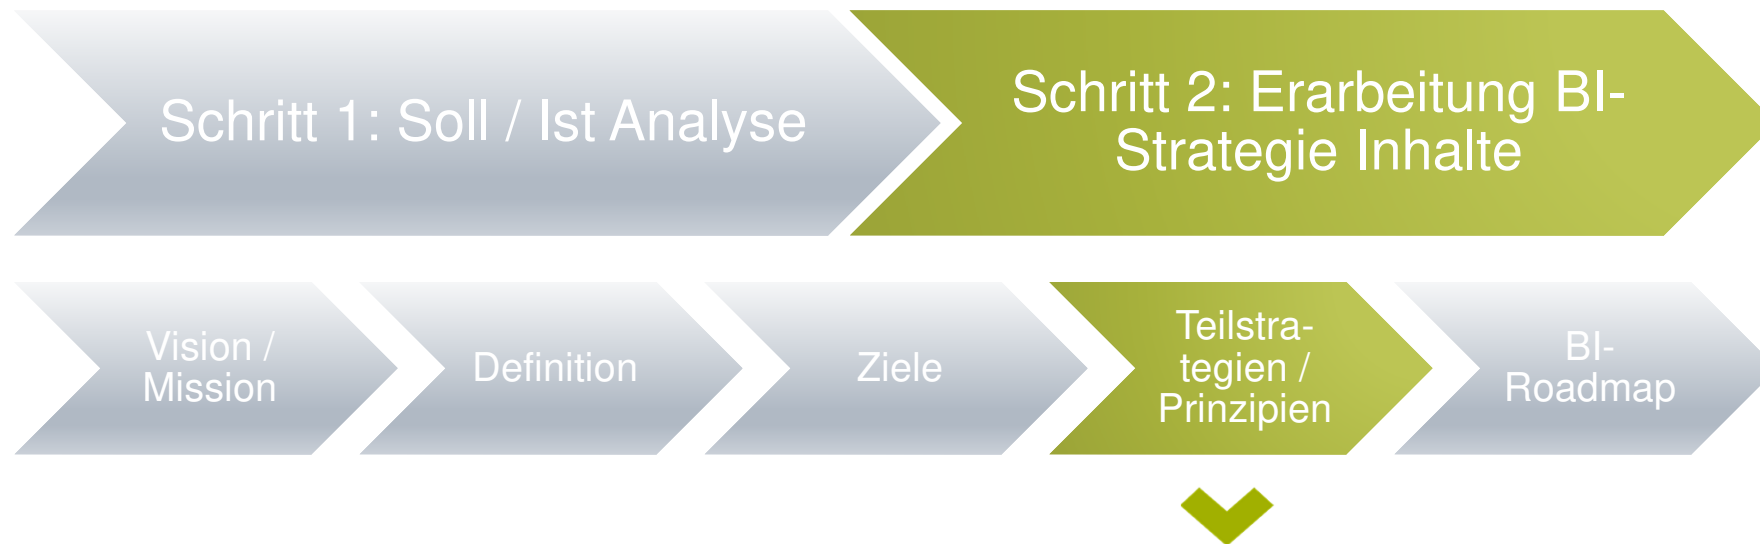 Schritt 1: Soll / Ist Analyse
Schritt 2: Erarbeitung BI-
Strategie Inhalte
Vision /
Mission
Definition
Ziele
Teilstra-
tegien /
Prinzipien
BI-
Roadmap